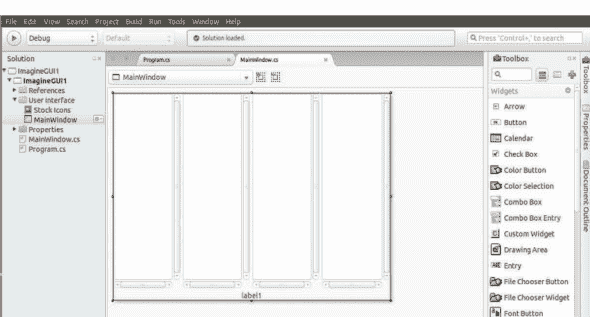 File Edit View Search Project Build Run Tools Window Help
Debug
Default
Solution loaded.
Press 'Control+,' to search
Solution
ImagineGUI1
ImagineGUI1
References
User Interface
Stock Icons
MainWindow
Properties
MainWindow.cs
Program.cs
Program.cs
MainWindow.cs
MainWindow
label1
Toolbox
Widgets
Arrow
Button
Calendar
Check Box
Color Button
Color Selection
Combo Box
Combo Box Entry
Custom Widget
Drawing Area
Entry
File Chooser Button
File Chooser Widget
Font Button
Toolbox
Properties
Document Outline